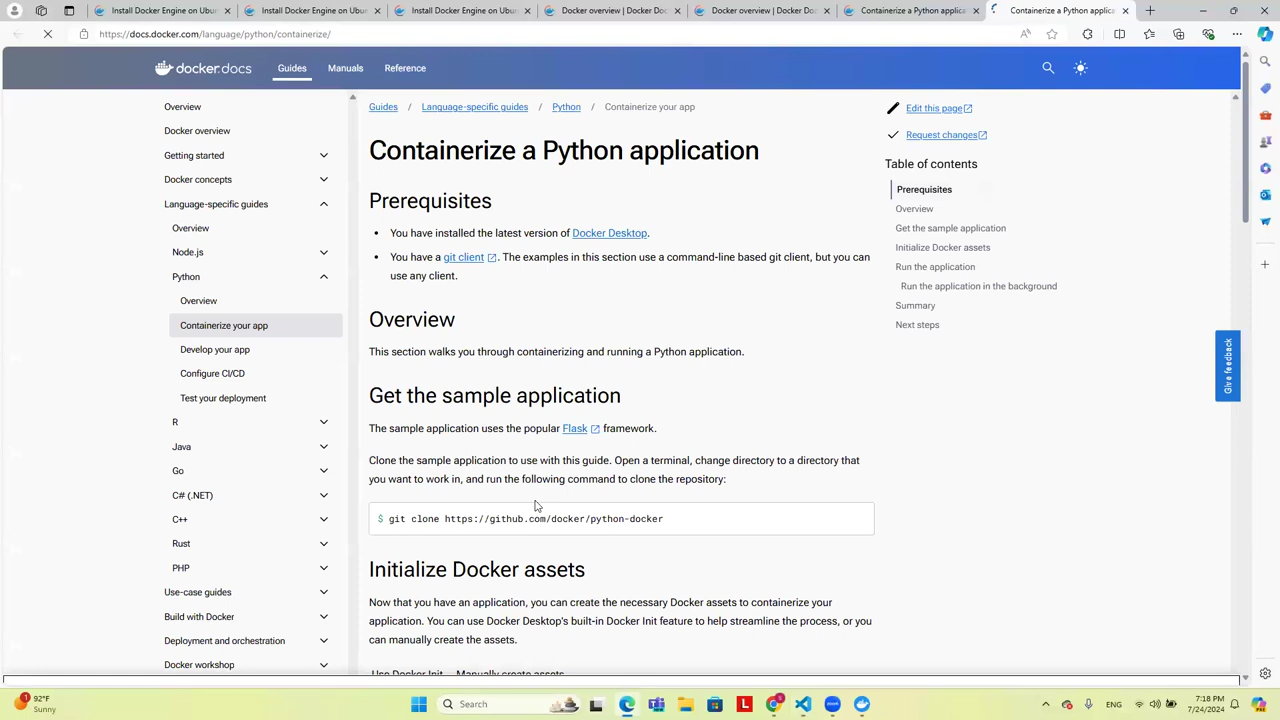 Install Docker Engine on Ubun
Install Docker Engine on Ubun
Install Docker Engine on Ubun
Docker overview | Docker Doc
Docker overview | Docker Doc
Containerize a Python applica
Containerize a Python applica
https://docs.docker.com/language/python/containerize/
docker.docs
Guides
Manuals
Reference
Overview
Docker overview
Getting started
Docker concepts
Language-specific guides
Overview
Node.js
Python
Overview
Containerize your app
Develop your app
Configure CI/CD
Test your deployment
R
Java
Go
C# (.NET)
C++
Rust
PHP
Use-case guides
Build with Docker
Deployment and orchestration
Docker workshop
Guides / Language-specific guides / Python / Containerize your app
Containerize a Python application
Prerequisites
• You have installed the latest version of Docker Desktop.
• You have a git client. The examples in this section use a command-line based git client, but you can
use any client.
Overview
This section walks you through containerizing and running a Python application.
Get the sample application
The sample application uses the popular Flask framework.
Clone the sample application to use with this guide. Open a terminal, change directory to a directory that
you want to work in, and run the following command to clone the repository:
$ git clone https://github.com/docker/python-docker
Initialize Docker assets
Now that you have an application, you can create the necessary Docker assets to containerize your
application. You can use Docker Desktop's built-in Docker Init feature to help streamline the process, or you
can manually create the assets.
Use Docker Init Manually create assets
Edit this page
Request changes
Table of contents
Prerequisites
Overview
Get the sample application
Initialize Docker assets
Run the application
Run the application in the background
Summary
Next steps
Give feedback
1
92°F
Sunny
Search
L
ENG
7:18 PM
7/24/2024